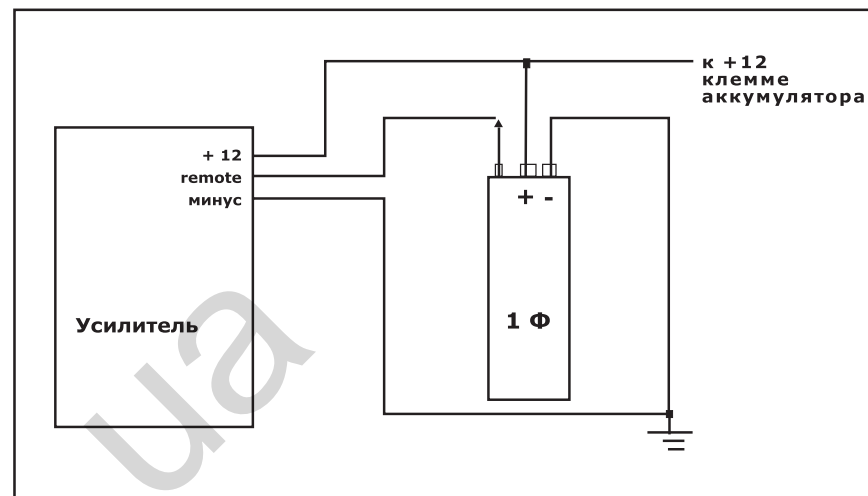 к +12
клемме
аккумулятора
+ 12
remote
минус
+ -
1 Ф
Усилитель
ua